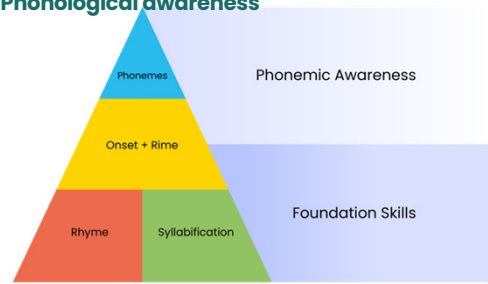 Phonological awareness
Phonemes
Phonemic Awareness
Onset + Rime
Foundation Skills
Rhyme
Syllabification